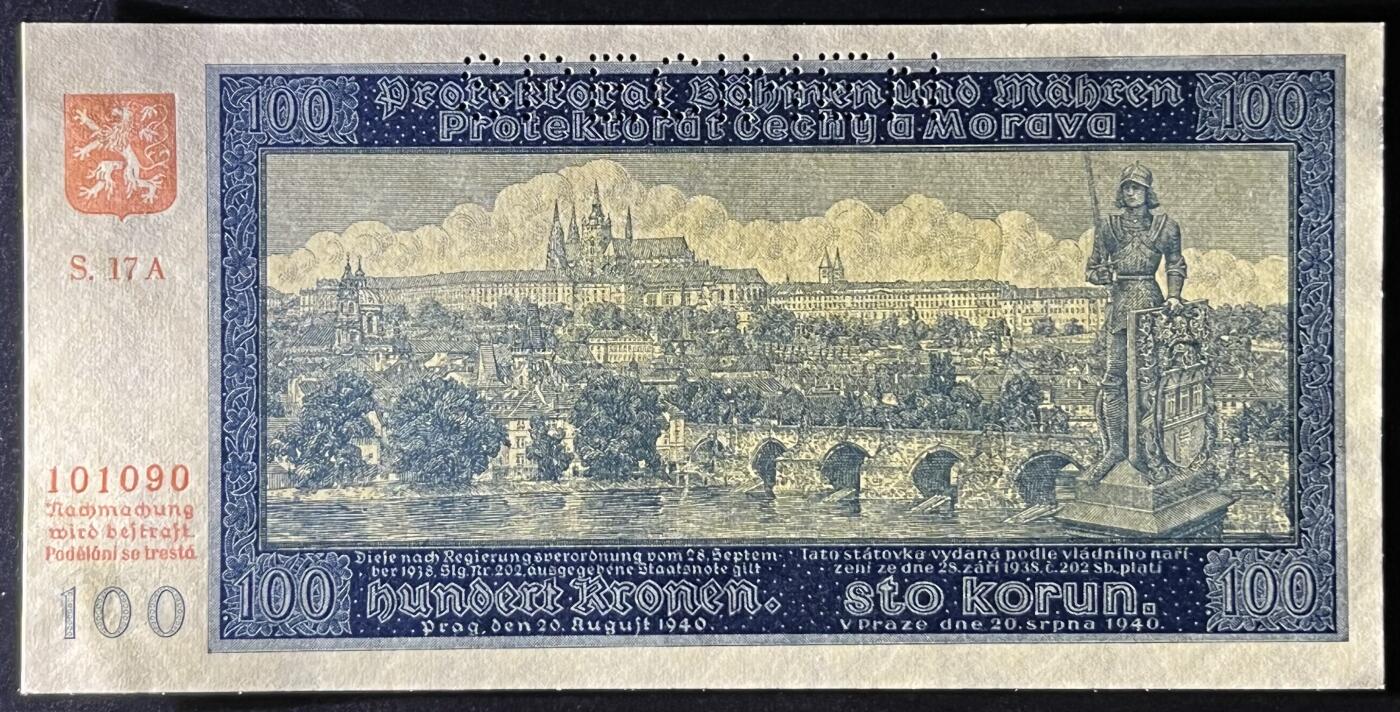 100 Protektorat Böhmen und Mähren 100
Protektorát Čechy a Morava
SPECIMEN
S. 17 A
101090
Nachmachung
wird bestraft.
Padělání se trestá.
100
Diese nach Regierungsverordnung vom 28. Septem-
ber 1938, Slg. Nr. 202, ausgegebene Staatsnote gilt
hundert Kronen.
Prag, den 20. August 1940.
Tato státovka vydaná podle vládního naří-
zení ze dne 28. září 1938, č. 202 Sb. platí
sto korun.
V Praze dne 20. srpna 1940.
100
100